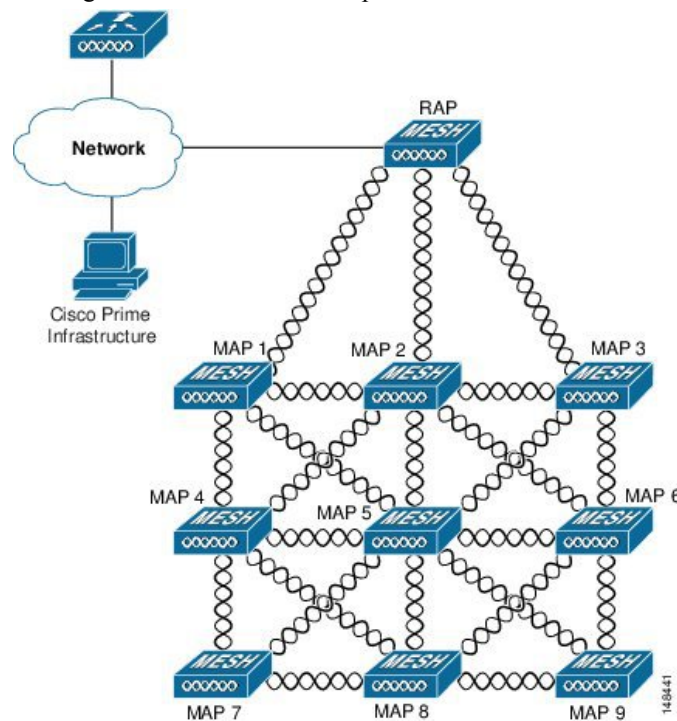 RAP
MESH
Network
Cisco Prime
Infrastructure
MAP 1
MAP 2
MAP 3
MESH
MESH
MESH
MAP 4
MAP 5
MAP 6
MESH
MESH
MESH
MESH
MESH
MESH
MAP 7
MAP 8
MAP 9
148441